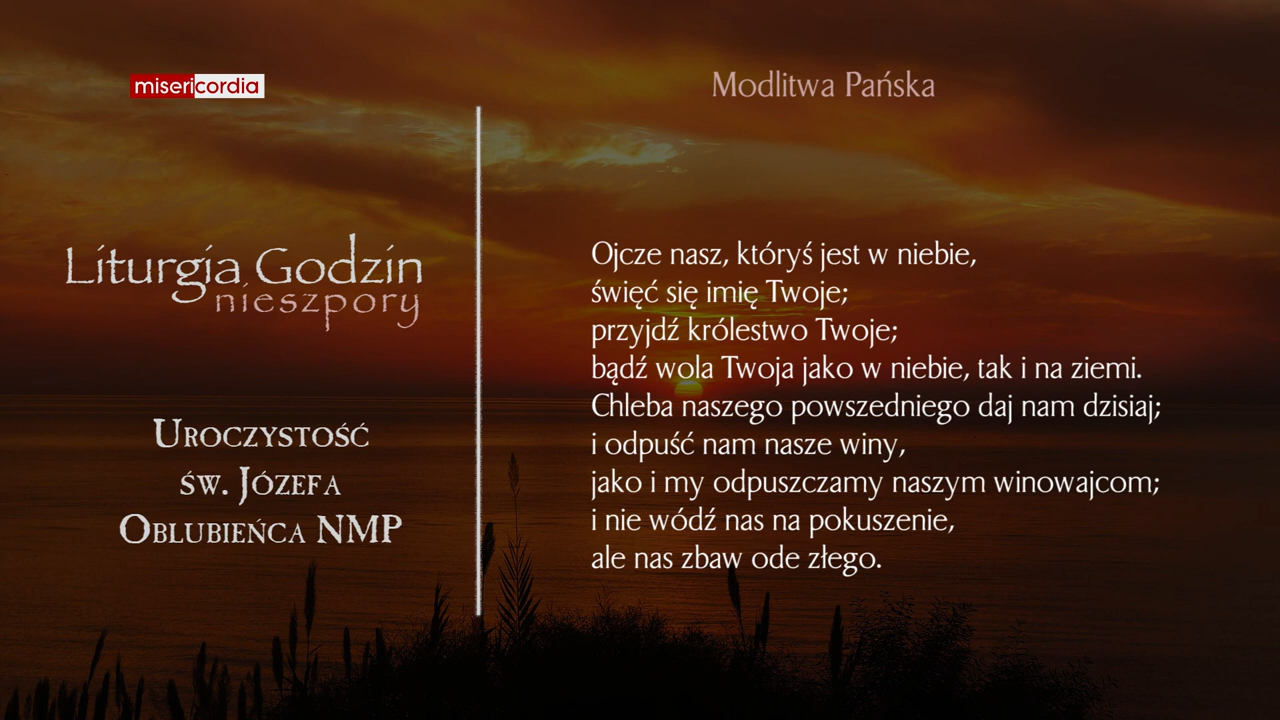 misericordia
Liturgia Godzin
nieszpory
Uroczystość
św. Józefa
Oblubieńca NMP
Modlitwa Pańska
Ojcze nasz, któryś jest w niebie,
święć się imię Twoje;
przyjdź królestwo Twoje;
bądź wola Twoja jako w niebie, tak i na ziemi.
Chleba naszego powszedniego daj nam dzisiaj;
i odpuść nam nasze winy,
jako i my odpuszczamy naszym winowajcom;
i nie wódź nas na pokuszenie,
ale nas zbaw ode złego.